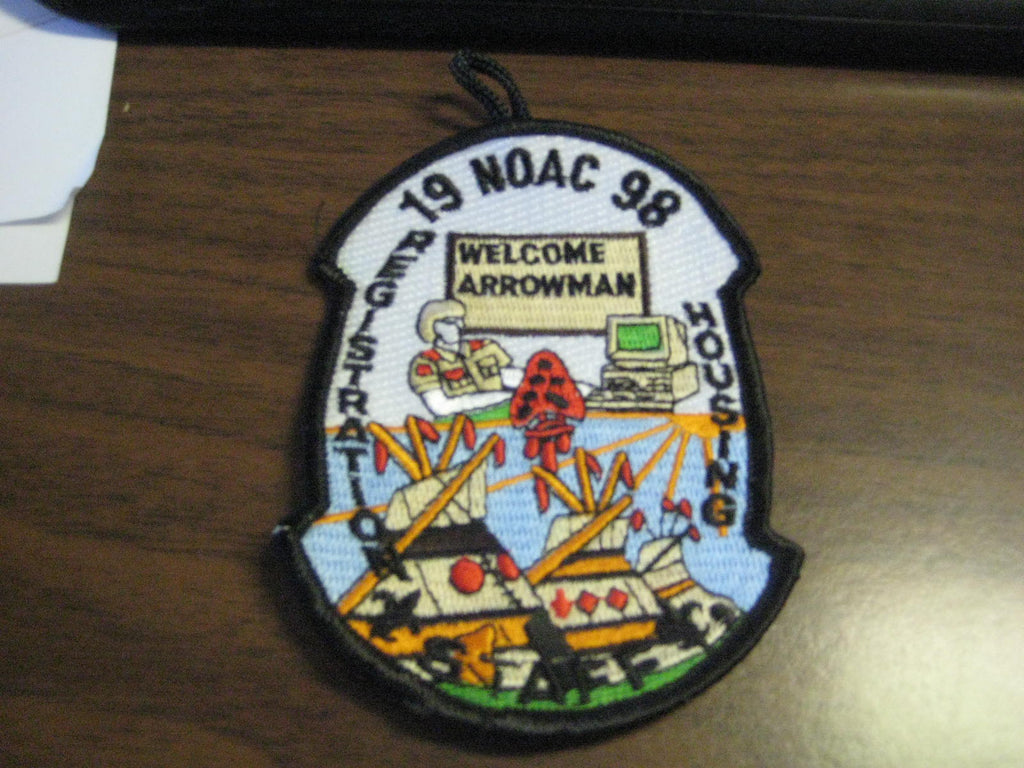 19 NOAC 98
REGISTRATION
WELCOME
ARROWMAN
HOUSING
STAFF